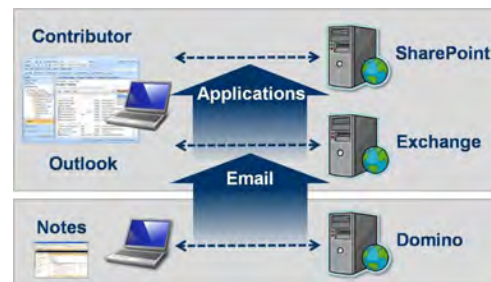 Contributor
SharePoint
Applications
Exchange
Outlook
Email
Notes
Domino